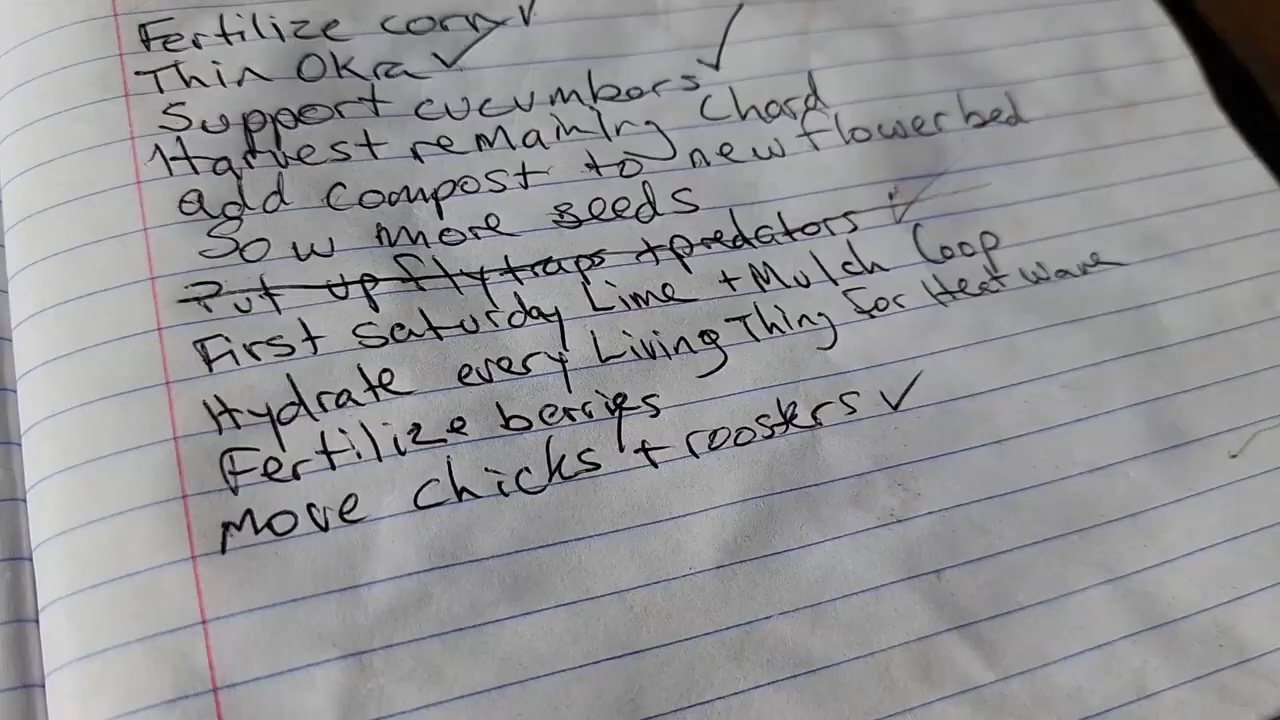 Fertilize corn ✓
Thin Okra ✓
Support cucumbers ✓
Harvest remaining Chard
add compost to new flower bed
Sow more seeds
Put up fly traps + predators ✓
First Saturday Lime + Mulch Coop
Hydrate every Living Thing For Heat Wave
Fertilize berries
Move chicks + roosters ✓